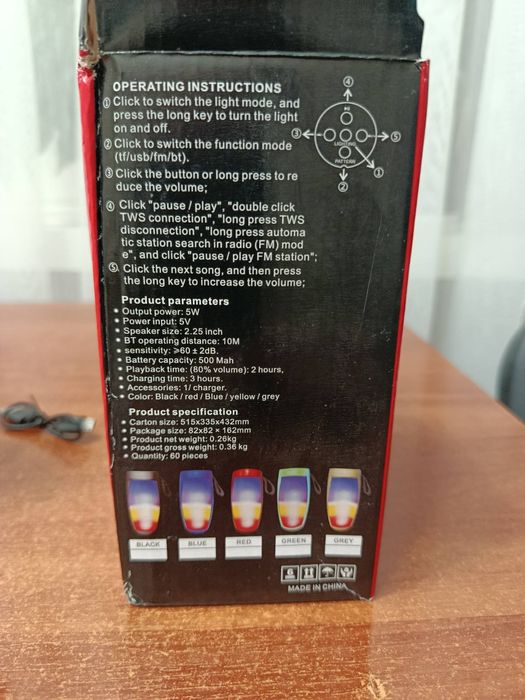 OPERATING INSTRUCTIONS
① Click to switch the light mode, and
press the long key to turn the light
on and off.
② Click to switch the function mode
(tf/usb/fm/bt).
③ Click the button or long press to re
duce the volume;
④ Click "pause / play", "double click
TWS connection", "long press TWS
disconnection", "long press automa
tic station search in radio (FM) mod
e", and click "pause / play FM station";
⑤ Click the next song, and then press
the long key to increase the volume;
④
③
⑤
LIGHTING
PATTERN
①
②
Product parameters
• Output power: 5W
• Power input: 5V
• Speaker size: 2.25 inch
• BT operating distance: 10M
• sensitivity: ⩾60 ± 2dB.
• Battery capacity: 500 Mah
• Playback time: (80% volume): 2 hours,
• Charging time: 3 hours.
• Accessories: 1/ charger.
• Color: Black / red / Blue / yellow / grey
Product specification
• Carton size: 515x335x432mm
• Package size: 82x82 × 162mm
• Product net weight: 0.26kg
• Product gross weight: 0.36 kg
• Quantity: 60 pieces
BLACK
BLUE
RED
GREEN
GREY
6
MADE IN CHINA